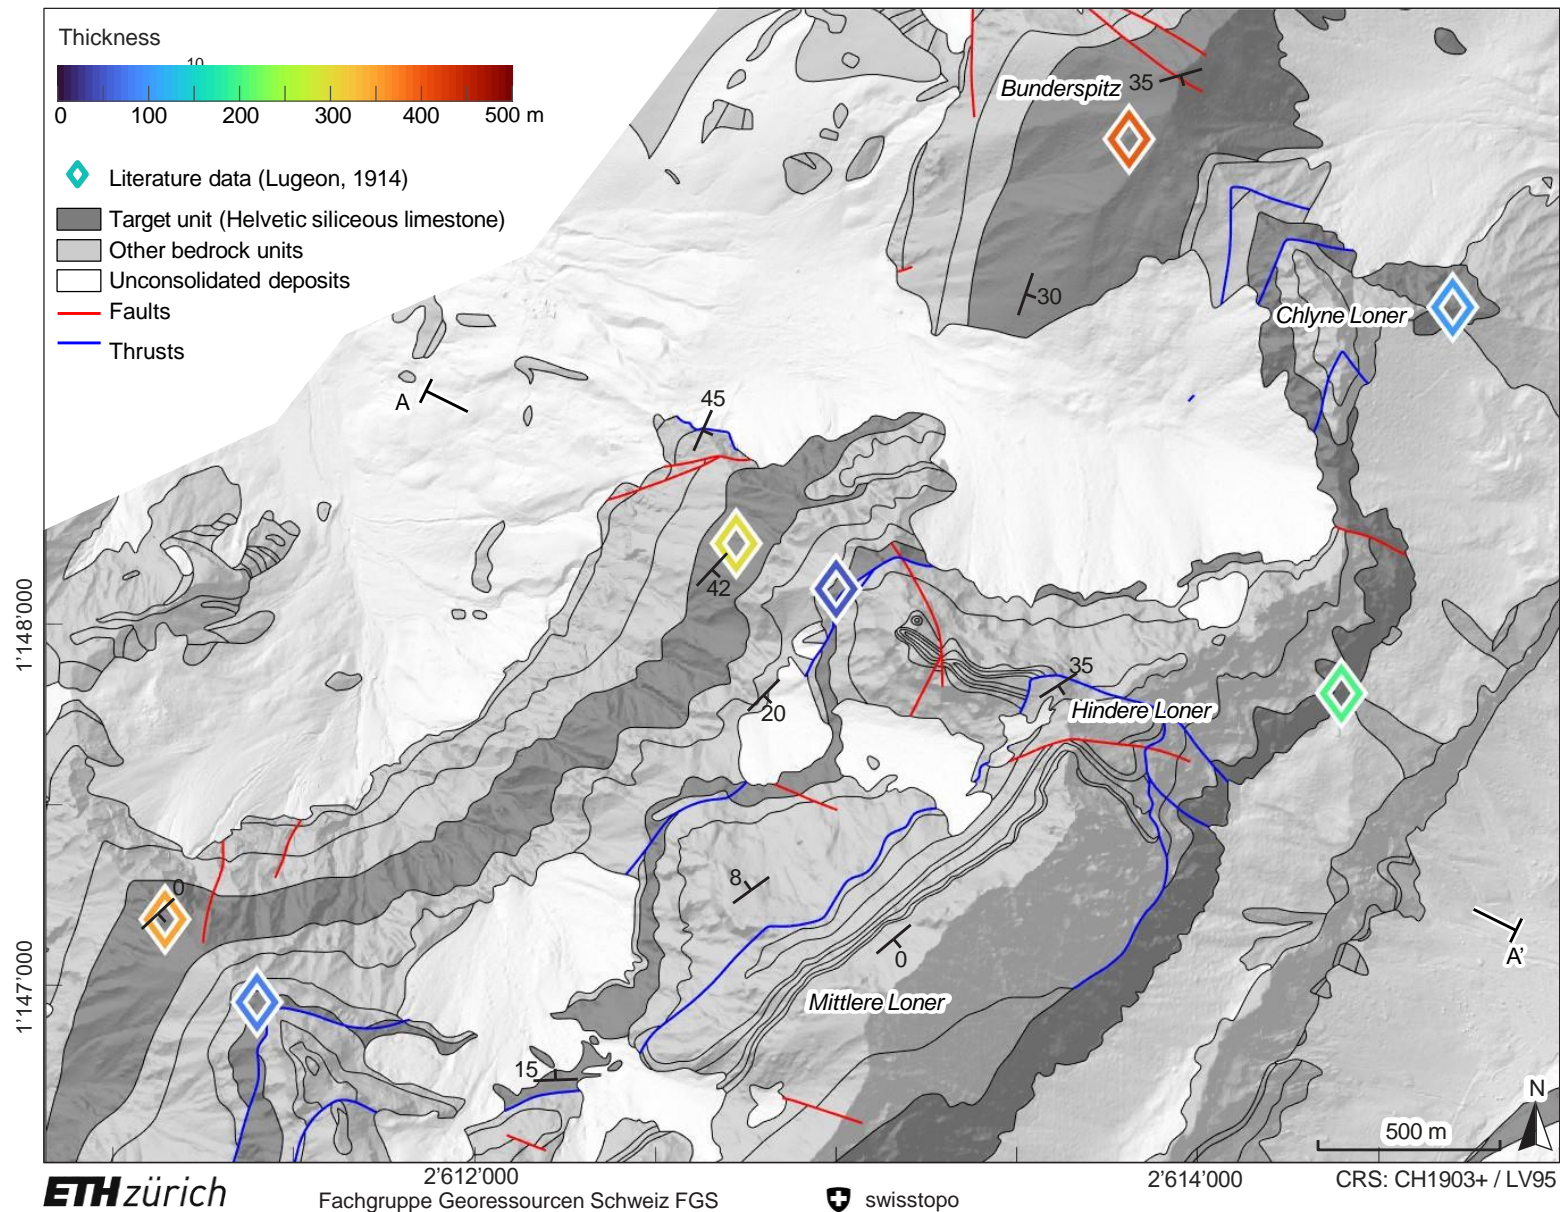 Thickness
10
0 100 200 300 400 500 m
Literature data (Lugeon, 1914)
Target unit (Helvetic siliceous limestone)
Other bedrock units
Unconsolidated deposits
Faults
Thrusts
Bunderspitz
35
30
Chlyne Loner
A
45
42
1'148'000
20
35
Hindere Loner
8
0
0
A'
1'147'000
Mittlere Loner
15
N
500 m
2'612'000
2'614'000
CRS: CH1903+ / LV95
ETH zürich
Fachgruppe Georessourcen Schweiz FGS
swisstopo